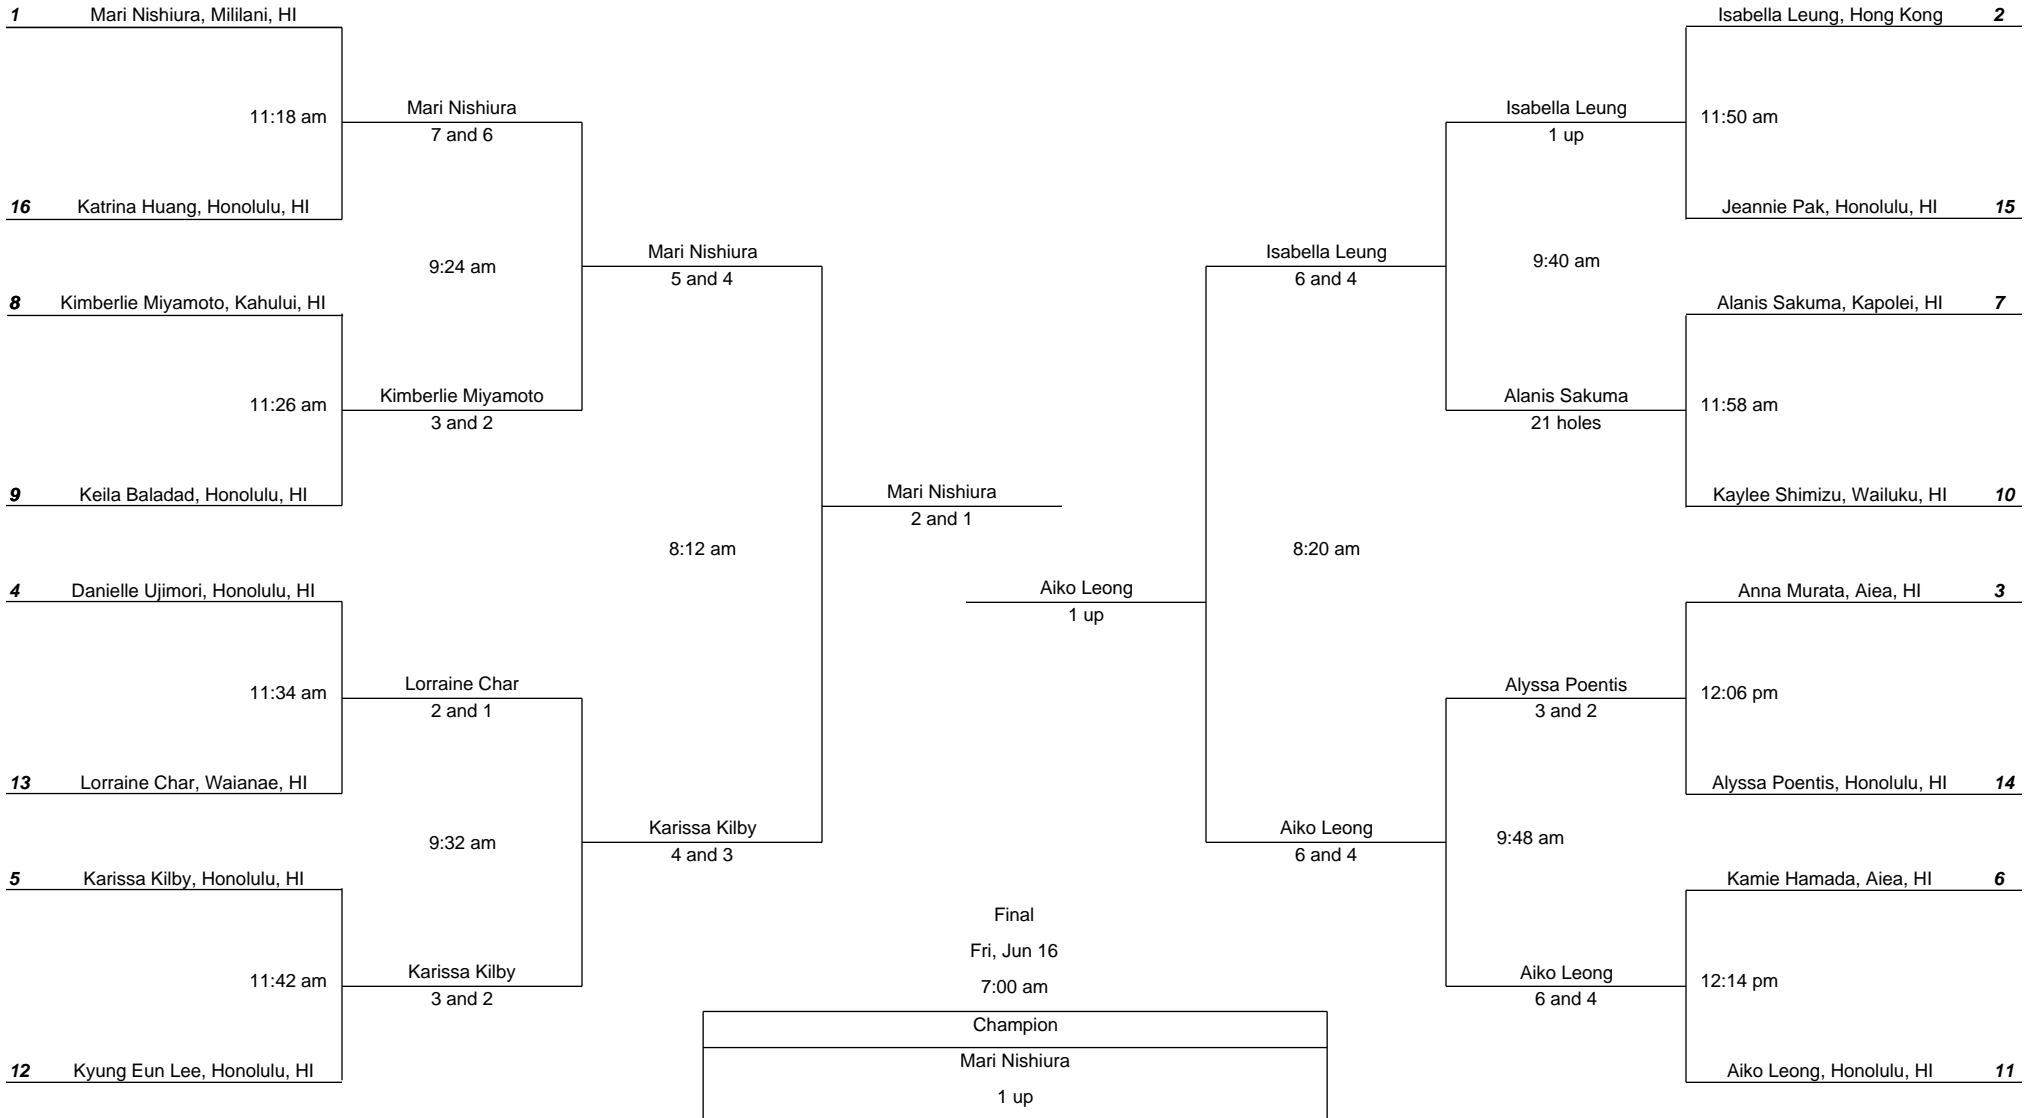 1 Mari Nishiura, Mililani, HI
11:18 am
16 Katrina Huang, Honolulu, HI
8 Kimberlie Miyamoto, Kahului, HI
11:26 am
9 Keila Baladad, Honolulu, HI
4 Danielle Ujimori, Honolulu, HI
11:34 am
13 Lorraine Char, Waianae, HI
5 Karissa Kilby, Honolulu, HI
11:42 am
12 Kyung Eun Lee, Honolulu, HI
Mari Nishiura
7 and 6
9:24 am
Kimberlie Miyamoto
3 and 2
Lorraine Char
2 and 1
9:32 am
Karissa Kilby
3 and 2
Mari Nishiura
5 and 4
8:12 am
Karissa Kilby
4 and 3
Mari Nishiura
2 and 1
Aiko Leong
1 up
Final
Fri, Jun 16
7:00 am
Champion
Mari Nishiura
1 up
Isabella Leung
6 and 4
8:20 am
Aiko Leong
6 and 4
Isabella Leung
1 up
9:40 am
Alanis Sakuma
21 holes
Alyssa Poentis
3 and 2
9:48 am
Aiko Leong
6 and 4
Isabella Leung, Hong Kong 2
11:50 am
Jeannie Pak, Honolulu, HI 15
Alanis Sakuma, Kapolei, HI 7
11:58 am
Kaylee Shimizu, Wailuku, HI 10
Anna Murata, Aiea, HI 3
12:06 pm
Alyssa Poentis, Honolulu, HI 14
Kamie Hamada, Aiea, HI 6
12:14 pm
Aiko Leong, Honolulu, HI 11